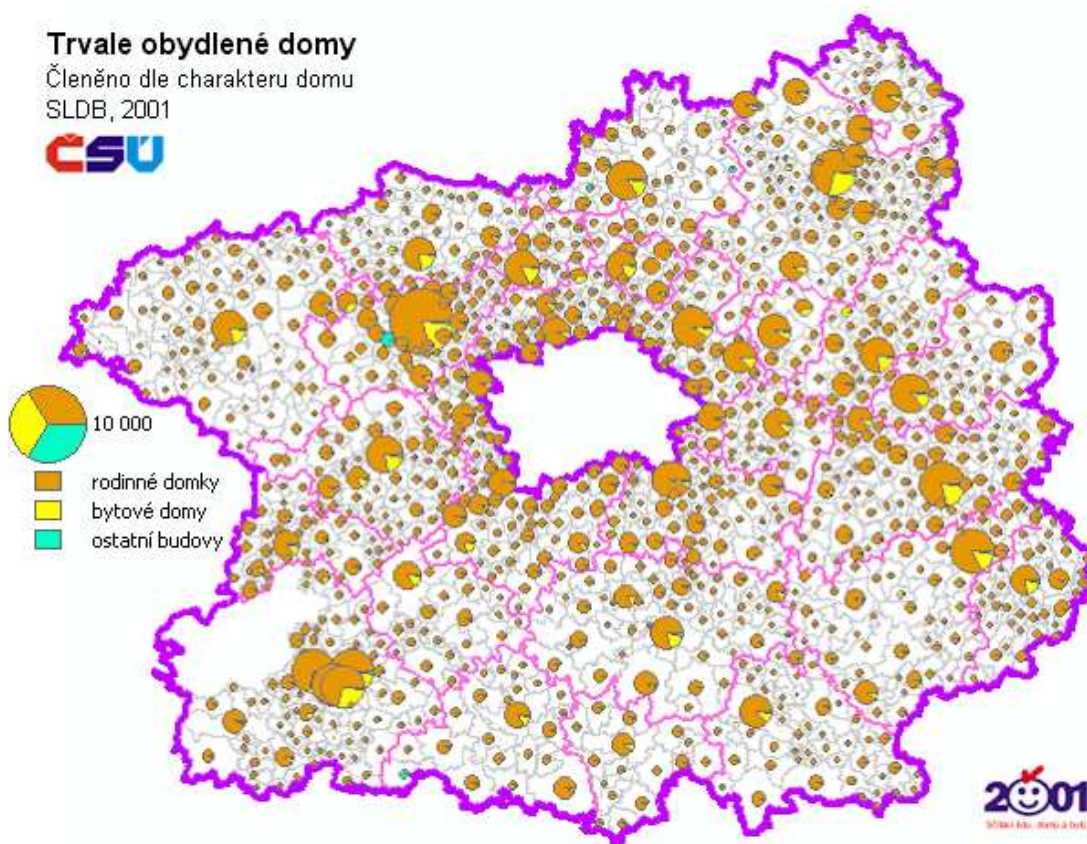 Trvale obydlené domy
Členěno dle charakteru domu
SLDB, 2001
ČSÚ
10 000
rodinné domky
bytové domy
ostatní budovy
2001